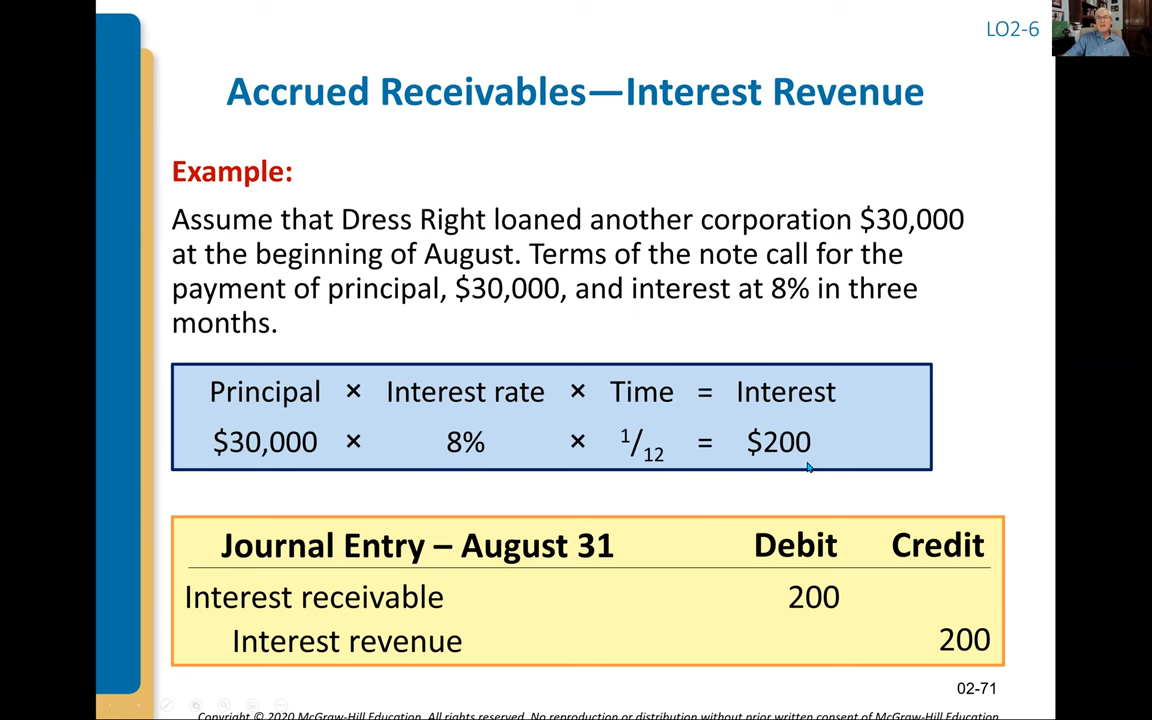 LO2-6
Accrued Receivables—Interest Revenue
Example:
Assume that Dress Right loaned another corporation $30,000
at the beginning of August. Terms of the note call for the
payment of principal, $30,000, and interest at 8% in three
months.
Principal × Interest rate × Time = Interest
$30,000 × 8% × 1/12 = $200
Journal Entry – August 31 Debit Credit
Interest receivable 200
Interest revenue 200
02-71
Copyright © 2020 McGraw-Hill Education. All rights reserved. No reproduction or distribution without prior written consent of McGraw-Hill Education.